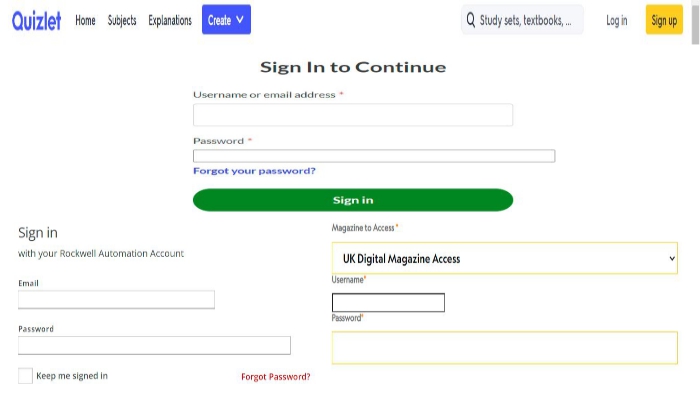 Quizlet Home Subjects Explanations Create Study sets, textbooks, ... Log in Sign up
Sign In to Continue
Username or email address *
Password *
Forgot your password?
Sign in
Sign in
with your Rockwell Automation Account
Email
Password
Keep me signed in
Forgot Password?
Magazine to Access*
UK Digital Magazine Access
Username*
Password*